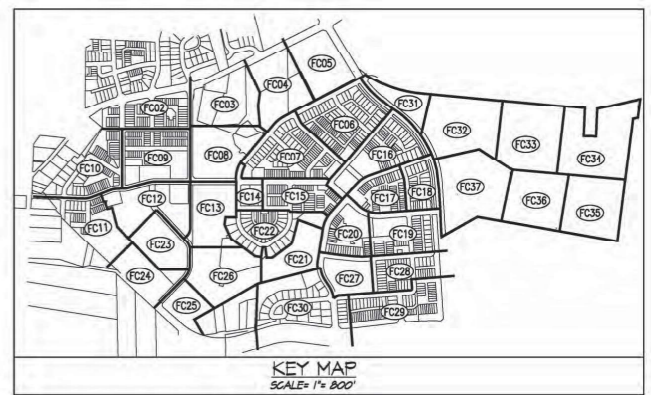 FC05
FC04
FC03
FC02
FC31
FC06
FC32
FC33
FC34
FC07
FC16
FC09
FC08
FC10
FC37
FC14
FC15
FC17
FC18
FC12
FC13
FC36
FC35
FC11
FC22
FC20
FC19
FC23
FC21
FC24
FC26
FC27
FC28
FC25
FC30
FC29
KEY MAP
SCALE= 1"= 800'